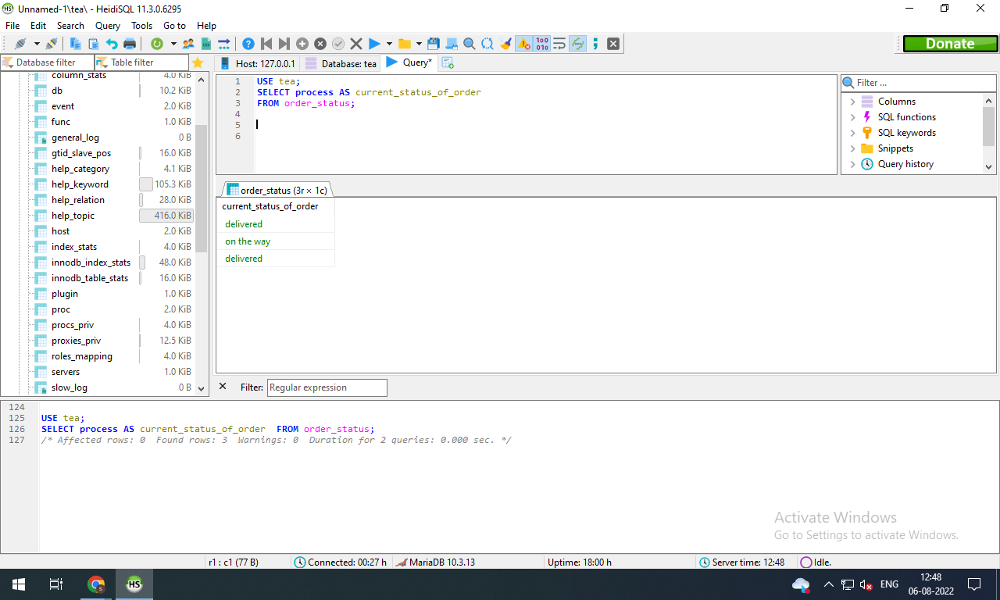 Unnamed-1\tea\ - HeidiSQL 11.3.0.6295
File Edit Search Query Tools Go to Help
Donate
Database filter Table filter Host: 127.0.0.1 Database: tea Query*
column_stats 4.0 KiB
db 10.2 KiB
event 2.0 KiB
func 1.0 KiB
general_log 0 B
gtid_slave_pos 16.0 KiB
help_category 4.1 KiB
help_keyword 105.3 KiB
help_relation 28.0 KiB
help_topic 416.0 KiB
host 2.0 KiB
index_stats 4.0 KiB
innodb_index_stats 48.0 KiB
innodb_table_stats 16.0 KiB
plugin 1.0 KiB
proc 2.0 KiB
procs_priv 4.0 KiB
proxies_priv 12.5 KiB
roles_mapping 4.0 KiB
servers 1.0 KiB
slow_log 0 B
1 USE tea;
2 SELECT process AS current_status_of_order
3 FROM order_status;
4
5
6
Filter ...
Columns
SQL functions
SQL keywords
Snippets
Query history
order_status (3r × 1c)
current_status_of_order
delivered
on the way
delivered
Filter: Regular expression
124
125 USE tea;
126 SELECT process AS current_status_of_order  FROM order_status;
127 /* Affected rows: 0  Found rows: 3  Warnings: 0  Duration for 2 queries: 0.000 sec. */
Activate Windows
Go to Settings to activate Windows.
r1 : c1 (77 B) Connected: 00:27 h MariaDB 10.3.13 Uptime: 18:00 h Server time: 12:48 Idle.
HS
S
ENG
12:48
06-08-2022